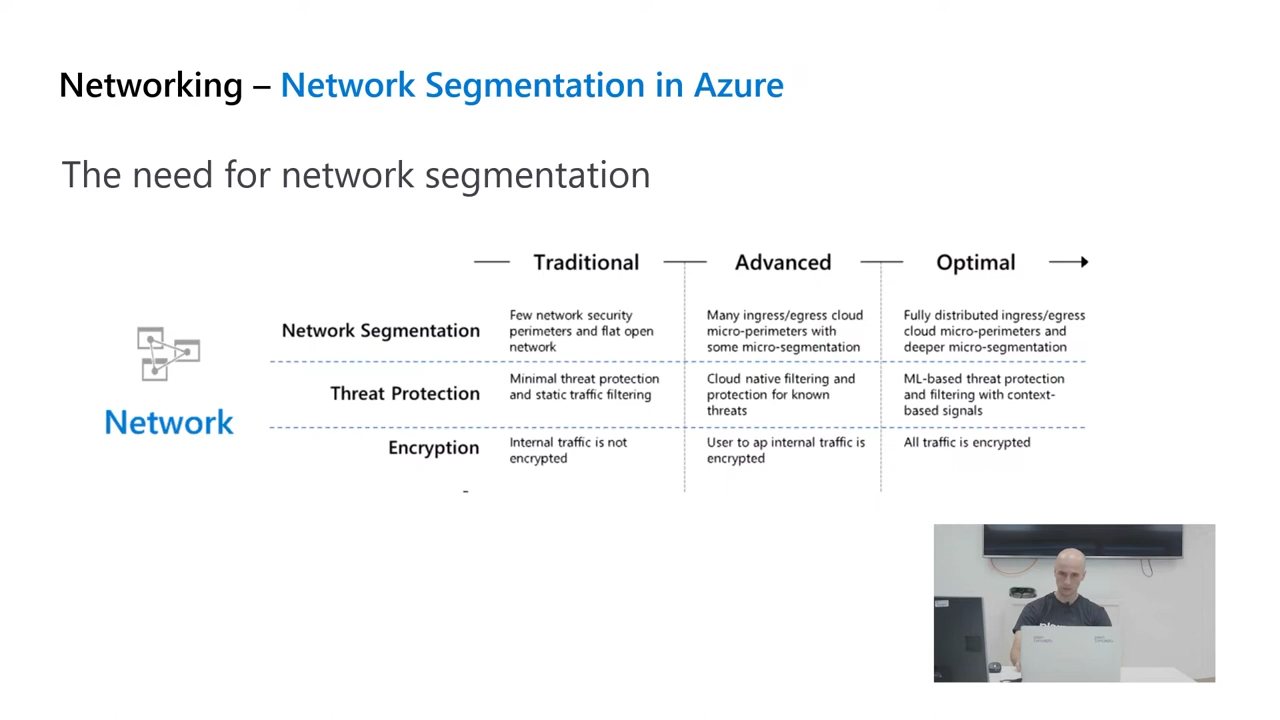 Networking – Network Segmentation in Azure
The need for network segmentation
Traditional
Advanced
Optimal
Network
Network Segmentation
Few network security
perimeters and flat open
network
Many ingress/egress cloud
micro-perimeters with
some micro-segmentation
Fully distributed ingress/egress
cloud micro-perimeters and
deeper micro-segmentation
Threat Protection
Minimal threat protection
and static traffic filtering
Cloud native filtering and
protection for known
threats
ML-based threat protection
and filtering with context-
based signals
Encryption
Internal traffic is not
encrypted
User to ap internal traffic is
encrypted
All traffic is encrypted
-